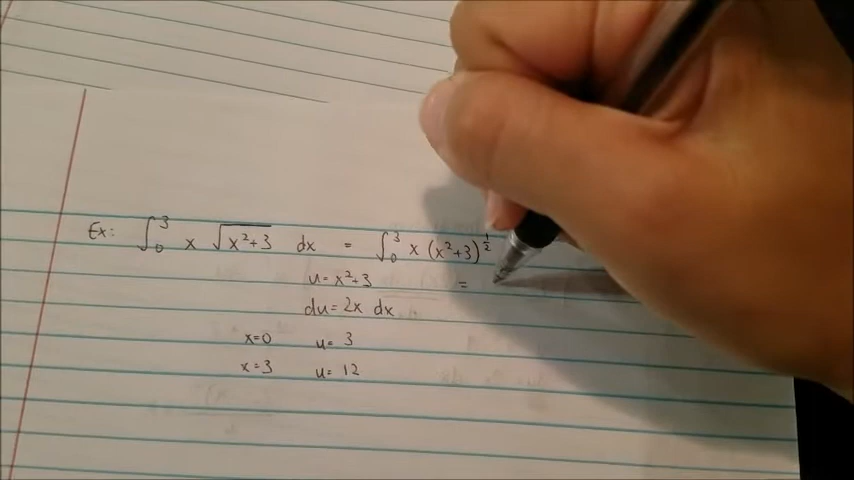 Ex: ∫₀³ x √(x²+3) dx = ∫₀³ x (x²+3)^(1/2)
u = x²+3 =
du = 2x dx
x=0 u= 3
x=3 u= 12